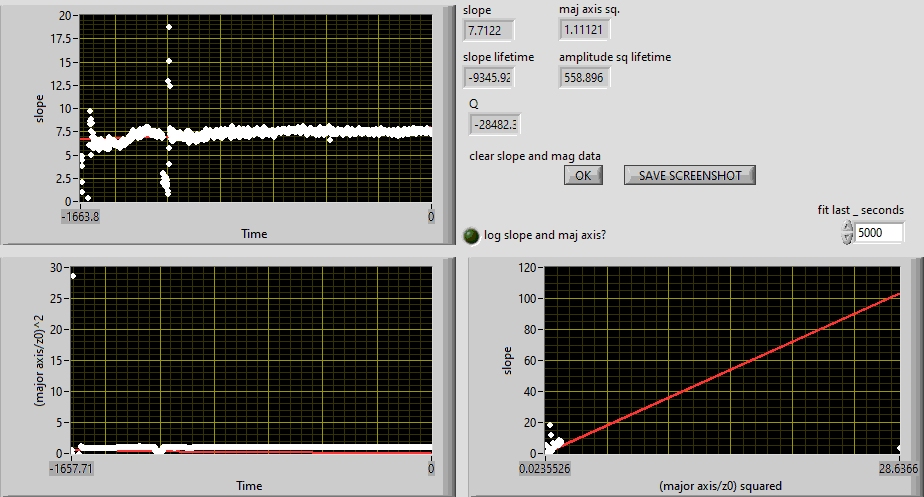 slope
7.7122
maj axis sq.
1.11121
slope lifetime
-9345.92
amplitude sq lifetime
558.896
Q
-28482.3
clear slope and mag data
OK
SAVE SCREENSHOT
fit last _ seconds
5000
log slope and maj axis?
slope
20
17.5
15
12.5
10
7.5
5
2.5
0
-1663.8
0
Time
(major axis/z0)^2
30
25
20
15
10
5
0
-1657.71
0
Time
slope
120
100
80
60
40
20
0
0.0235526
28.6366
(major axis/z0) squared